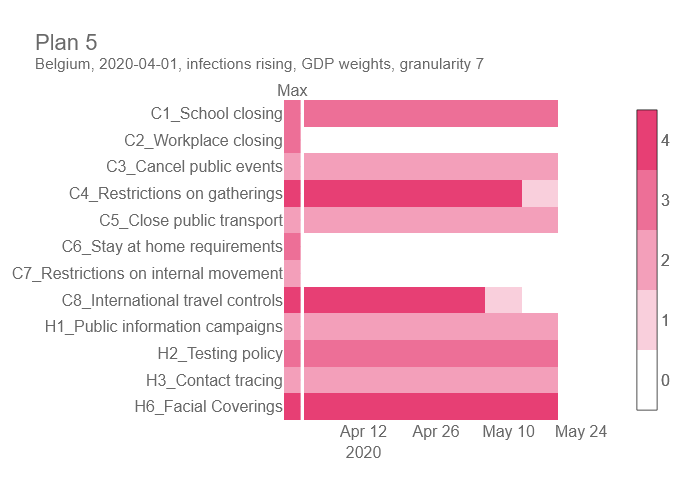 Plan 5
Belgium, 2020-04-01, infections rising, GDP weights, granularity 7
Max
C1_School closing
C2_Workplace closing
C3_Cancel public events
C4_Restrictions on gatherings
C5_Close public transport
C6_Stay at home requirements
C7_Restrictions on internal movement
C8_International travel controls
H1_Public information campaigns
H2_Testing policy
H3_Contact tracing
H6_Facial Coverings
Apr 12 Apr 26 May 10 May 24
2020
4
3
2
1
0